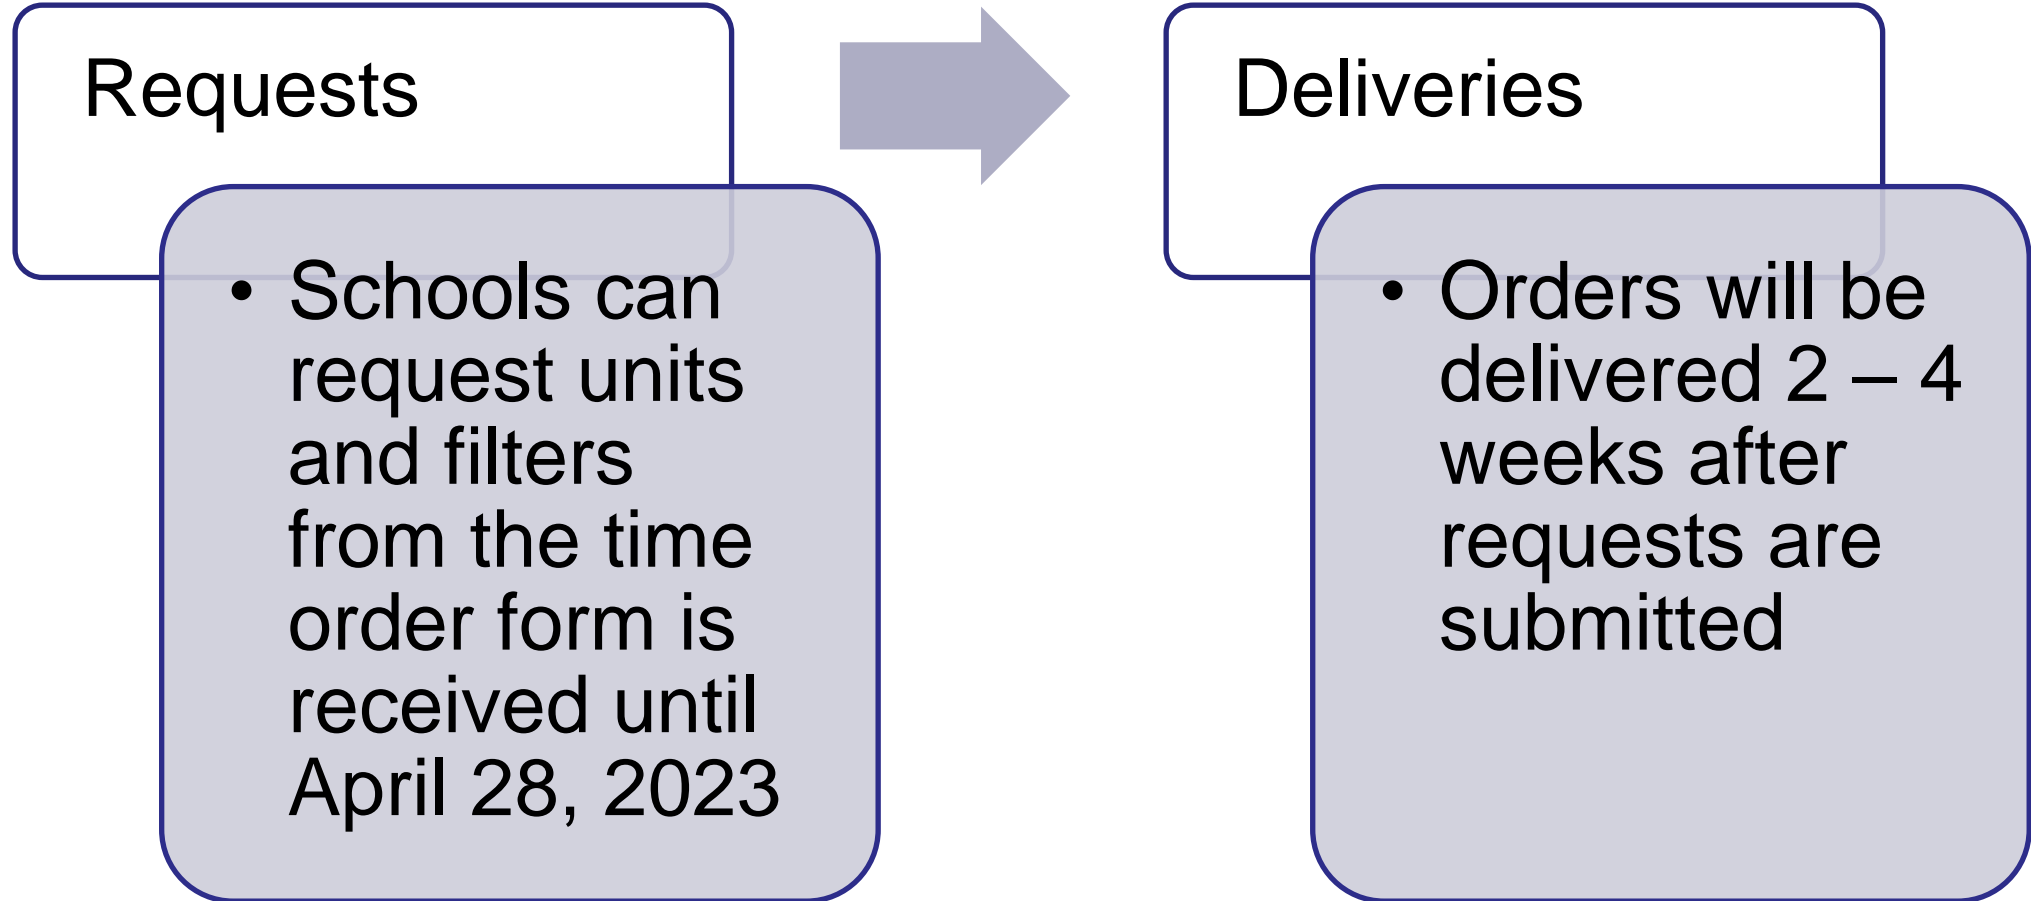 Requests
• Schools can
request units
and filters
from the time
order form is
received until
April 28, 2023
Deliveries
• Orders will be
delivered 2 – 4
weeks after
requests are
submitted